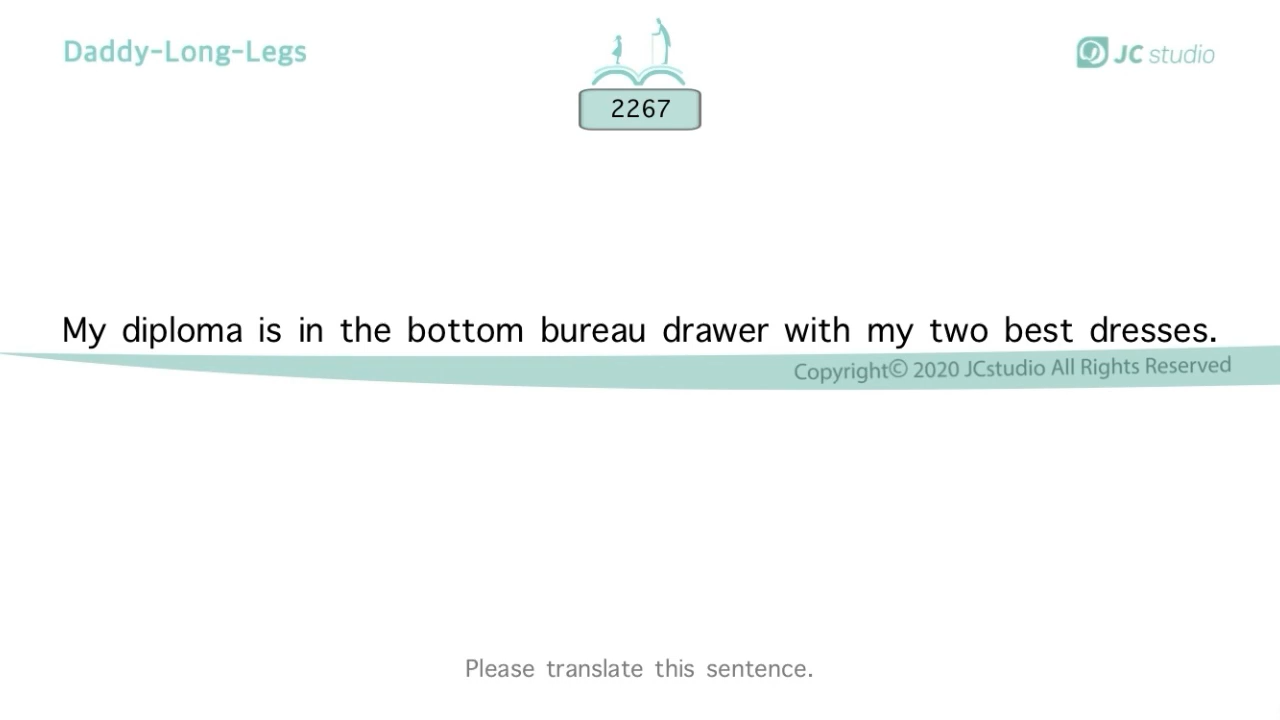 Daddy-Long-Legs
JC studio
2267
My diploma is in the bottom bureau drawer with my two best dresses.
Copyright© 2020 JCstudio All Rights Reserved
Please translate this sentence.